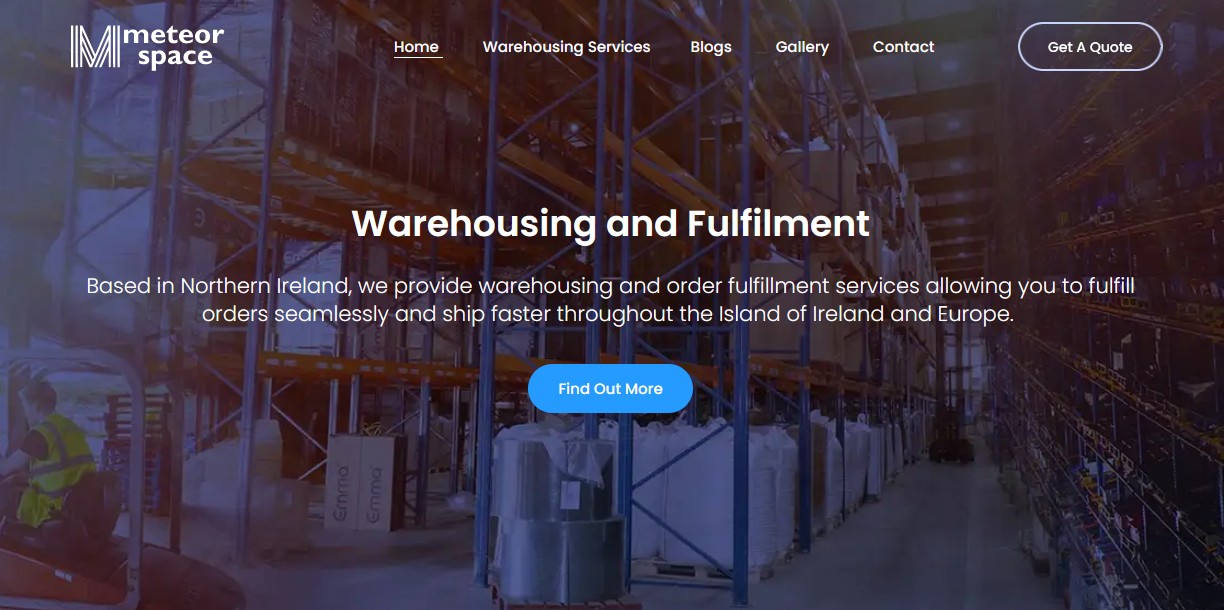 meteor
space
Home
Warehousing Services
Blogs
Gallery
Contact
Get A Quote
Warehousing and Fulfilment
Based in Northern Ireland, we provide warehousing and order fulfillment services allowing you to fulfill
orders seamlessly and ship faster throughout the Island of Ireland and Europe.
Find Out More
Emma
Emma